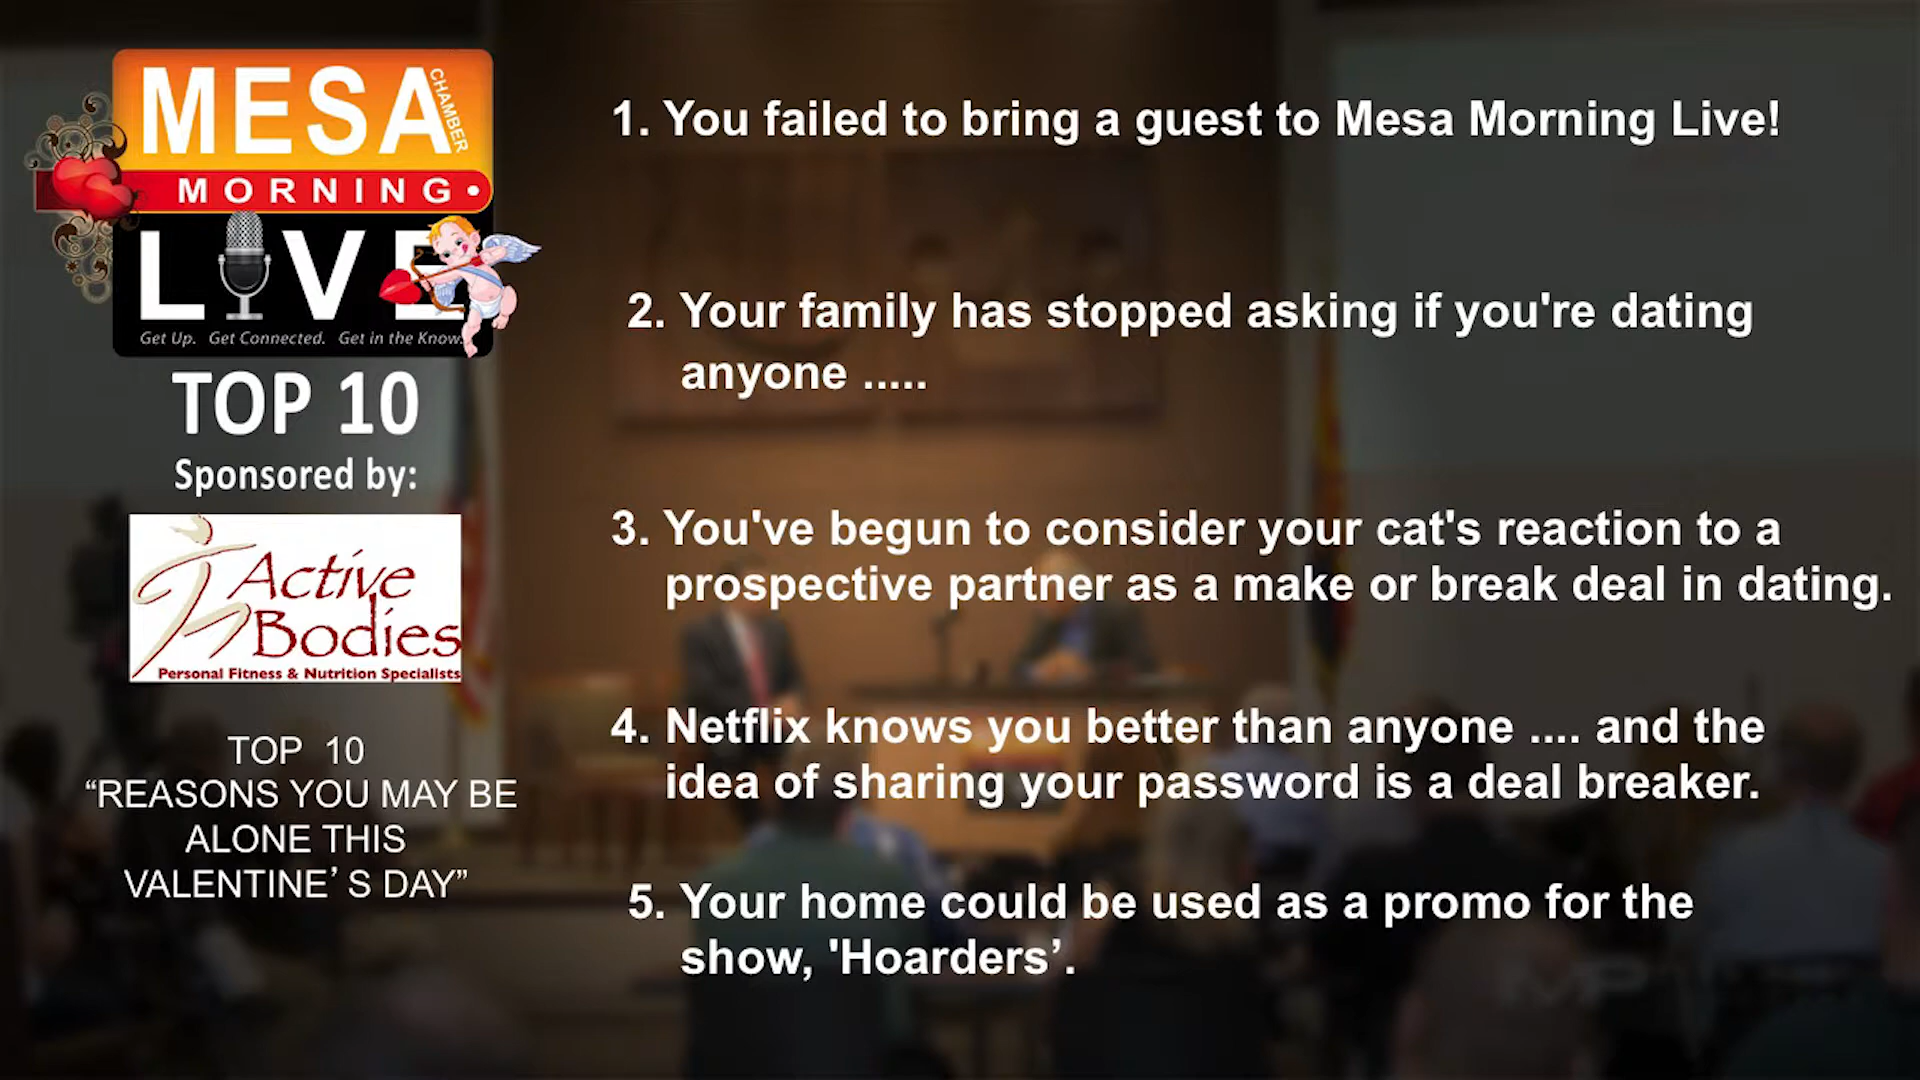 MESA
CHAMBER
MORNING
LIVE
Get Up. Get Connected. Get in the Know.
TOP 10
Sponsored by:
Active
Bodies
Personal Fitness & Nutrition Specialists
TOP 10
“REASONS YOU MAY BE
ALONE THIS
VALENTINE’S DAY”
1. You failed to bring a guest to Mesa Morning Live!
2. Your family has stopped asking if you're dating
anyone .....
3. You've begun to consider your cat's reaction to a
prospective partner as a make or break deal in dating.
4. Netflix knows you better than anyone .... and the
idea of sharing your password is a deal breaker.
5. Your home could be used as a promo for the
show, 'Hoarders’.